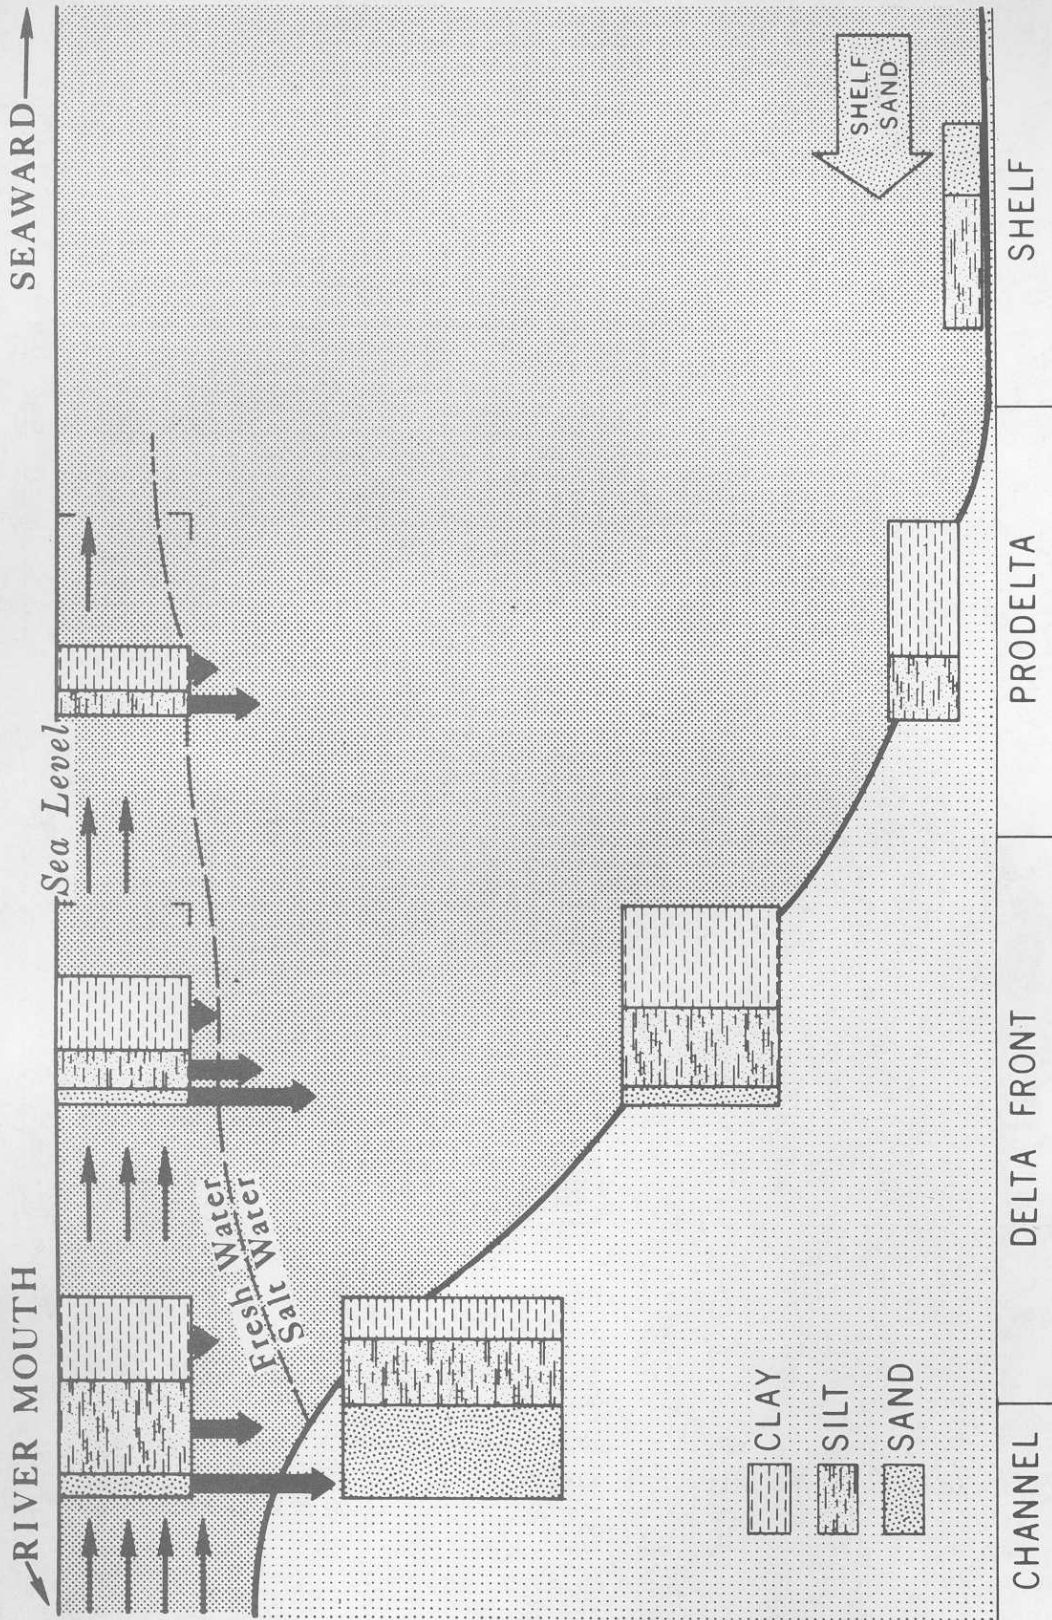 RIVER MOUTH
SEAWARD
Sea Level
Fresh Water
Salt Water
SHELF
SAND
CLAY
SILT
SAND
CHANNEL
DELTA FRONT
PRODELTA
SHELF